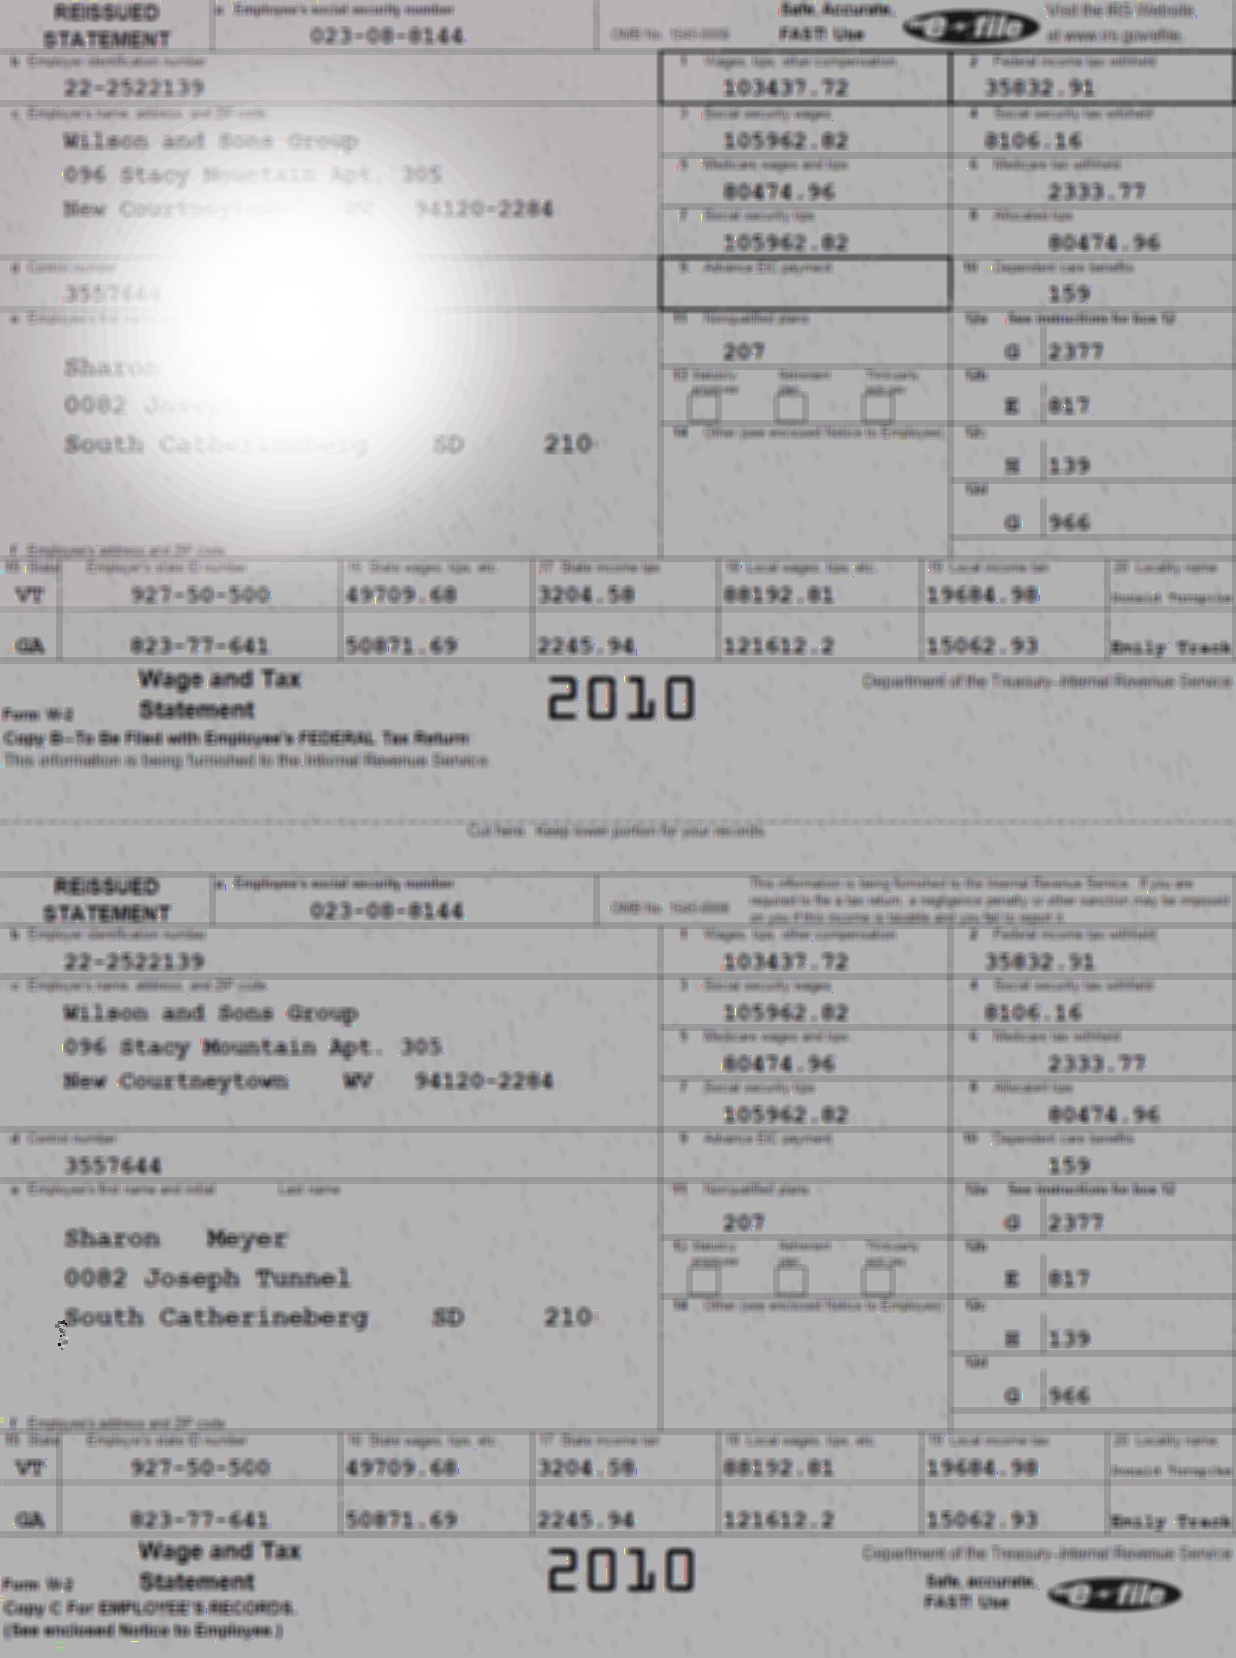 REISSUED STATEMENT
a Employee's social security number
023-08-8144
OMB No. 1545-0008
Safe, Accurate, FAST! Use
e-file
Visit the IRS Website at www.irs.gov/efile.
b Employer identification number
22-2522139
1 Wages, tips, other compensation
103437.72
2 Federal income tax withheld
35832.91
c Employer's name, address, and ZIP code
Wilson and Sons Group
096 Stacy Mountain Apt. 305
New Courtneytown WV 94120-2284
3 Social security wages
105962.82
4 Social security tax withheld
8106.16
5 Medicare wages and tips
80474.96
6 Medicare tax withheld
2333.77
7 Social security tips
105962.82
8 Allocated tips
80474.96
d Control number
3557644
9 Advance EIC payment
10 Dependent care benefits
159
e Employee's first name
Sharon
0082 Joseph
South Catherineberg SD 210
11 Nonqualified plans
207
12a See instructions for box 12
G 2377
13 Statutory employee Retirement plan Third-party sick pay
12b
E 817
14 Other (see enclosed Notice to Employee)
12c
H 139
12d
G 966
f Employee's address and ZIP code
15 State Employer's state ID number 16 State wages, tips, etc. 17 State income tax 18 Local wages, tips, etc. 19 Local income tax 20 Locality name
VT 927-50-500 49709.68 3204.58 88192.81 19684.98 Donald Turnpike
GA 823-77-641 50871.69 2245.94 121612.2 15062.93 Emily Track
Form W-2 Wage and Tax Statement
2010
Department of the Treasury-Internal Revenue Service
Copy B--To Be Filed with Employee's FEDERAL Tax Return
This information is being furnished to the Internal Revenue Service.
Cut here. Keep lower portion for your records.
REISSUED STATEMENT
a Employee's social security number
023-08-8144
OMB No. 1545-0008
This information is being furnished to the Internal Revenue Service. If you are
required to file a tax return, a negligence penalty or other sanction may be imposed
on you if this income is taxable and you fail to report it.
b Employer identification number
22-2522139
1 Wages, tips, other compensation
103437.72
2 Federal income tax withheld
35832.91
c Employer's name, address, and ZIP code
Wilson and Sons Group
096 Stacy Mountain Apt. 305
New Courtneytown WV 94120-2284
3 Social security wages
105962.82
4 Social security tax withheld
8106.16
5 Medicare wages and tips
80474.96
6 Medicare tax withheld
2333.77
7 Social security tips
105962.82
8 Allocated tips
80474.96
d Control number
3557644
9 Advance EIC payment
10 Dependent care benefits
159
e Employee's first name and initial Last name
Sharon Meyer
0082 Joseph Tunnel
South Catherineberg SD 210
11 Nonqualified plans
207
12a See instructions for box 12
G 2377
13 Statutory employee Retirement plan Third-party sick pay
12b
E 817
14 Other (see enclosed Notice to Employee)
12c
H 139
12d
G 966
f Employee's address and ZIP code
15 State Employer's state ID number 16 State wages, tips, etc. 17 State income tax 18 Local wages, tips, etc. 19 Local income tax 20 Locality name
VT 927-50-500 49709.68 3204.58 88192.81 19684.98 Donald Turnpike
GA 823-77-641 50871.69 2245.94 121612.2 15062.93 Emily Track
Form W-2 Wage and Tax Statement
2010
Department of the Treasury-Internal Revenue Service
Copy C For EMPLOYEE'S RECORDS.
(See enclosed Notice to Employee.)
Safe, accurate, FAST! Use
e-file